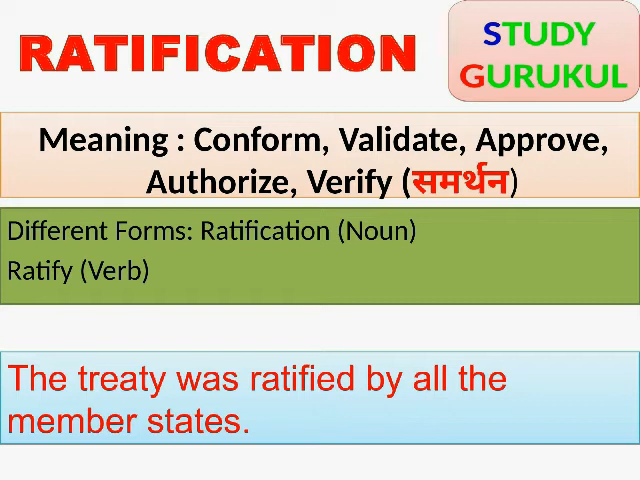 RATIFICATION
STUDY
GURUKUL
Meaning : Conform, Validate, Approve,
Authorize, Verify (समर्थन)
Different Forms: Ratification (Noun)
Ratify (Verb)
The treaty was ratified by all the
member states.